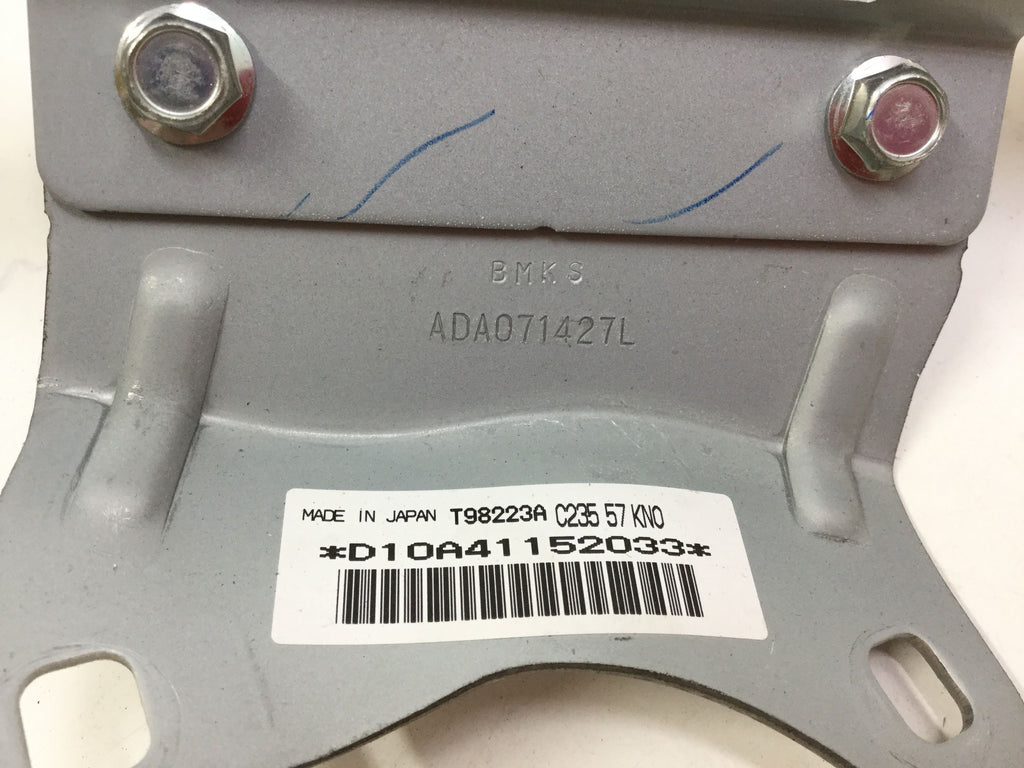 BMKS
ADA071427L
MADE IN JAPAN T98223A C235 57 KNO
*D10A41152033*